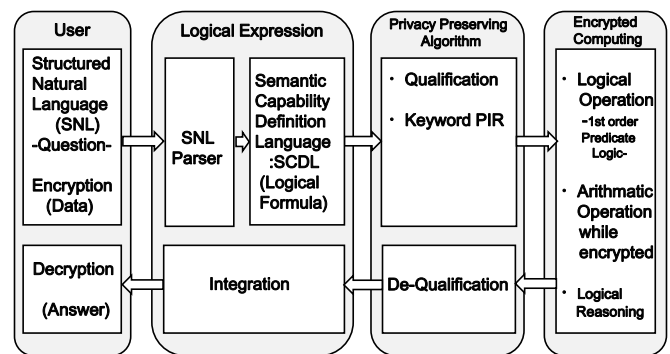 User
Structured
Natural
Language
(SNL)
-Question-
Encryption
(Data)
Decryption
(Answer)
Logical Expression
SNL
Parser
Semantic
Capability
Definition
Language
:SCDL
(Logical
Formula)
Integration
Privacy Preserving
Algorithm
・ Qualification
・ Keyword PIR
De-Qualification
Encrypted
Computing
・ Logical
Operation
-1st order
Predicate
Logic-
・ Arithmatic
Operation
while
encrypted
・ Logical
Reasoning